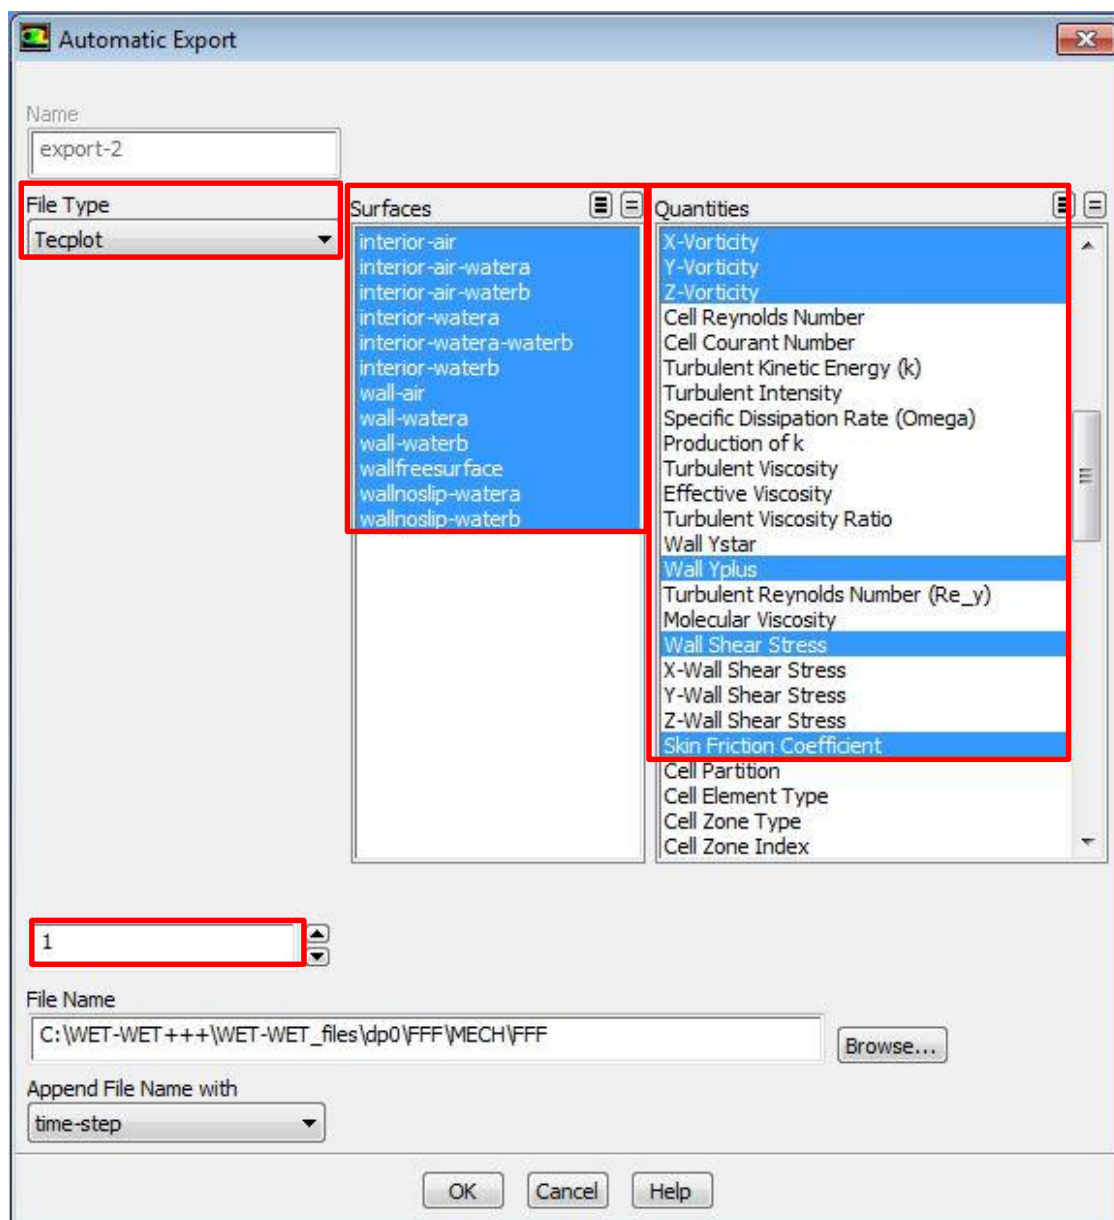 Automatic Export
Name
export-2
File Type
Tecplot
Surfaces
interior-air
interior-air-watera
interior-air-waterb
interior-watera
interior-watera-waterb
interior-waterb
wall-air
wall-watera
wall-waterb
wallfreesurface
wallnoslip-watera
wallnoslip-waterb
Quantities
X-Vorticity
Y-Vorticity
Z-Vorticity
Cell Reynolds Number
Cell Courant Number
Turbulent Kinetic Energy (k)
Turbulent Intensity
Specific Dissipation Rate (Omega)
Production of k
Turbulent Viscosity
Effective Viscosity
Turbulent Viscosity Ratio
Wall Ystar
Wall Yplus
Turbulent Reynolds Number (Re_y)
Molecular Viscosity
Wall Shear Stress
X-Wall Shear Stress
Y-Wall Shear Stress
Z-Wall Shear Stress
Skin Friction Coefficient
Cell Partition
Cell Element Type
Cell Zone Type
Cell Zone Index
1
File Name
C:\WET-WET+++\WET-WET_files\dp0\FFF\MECH\FFF
Browse...
Append File Name with
time-step
OK Cancel Help